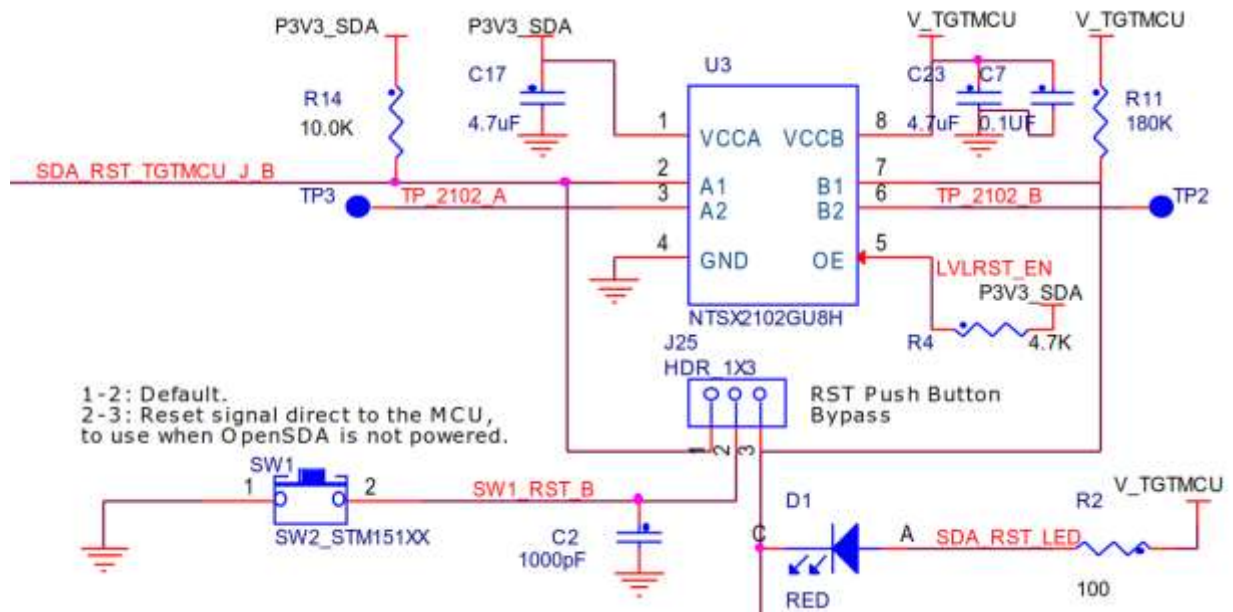 P3V3_SDA
P3V3_SDA
V_TGTMCU
V_TGTMCU
U3
C17
C23
C7
R14
R11
10.0K
4.7uF
4.7uF
0.1UF
180K
1
VCCA
VCCB
8
SDA_RST_TGTMCU_J_B
2
A1
B1
7
TP3
TP_2102_A
3
A2
B2
6
TP_2102_B
TP2
4
GND
OE
5
LVLRST_EN
P3V3_SDA
NTSX2102GU8H
R4
4.7K
J25
HDR_1X3
1-2: Default.
2-3: Reset signal direct to the MCU,
to use when OpenSDA is not powered.
RST Push Button
Bypass
1
2
3
SW1
1
2
SW1_RST_B
SW2_STM151XX
C2
1000pF
D1
R2
V_TGTMCU
C
A
SDA_RST_LED
RED
100